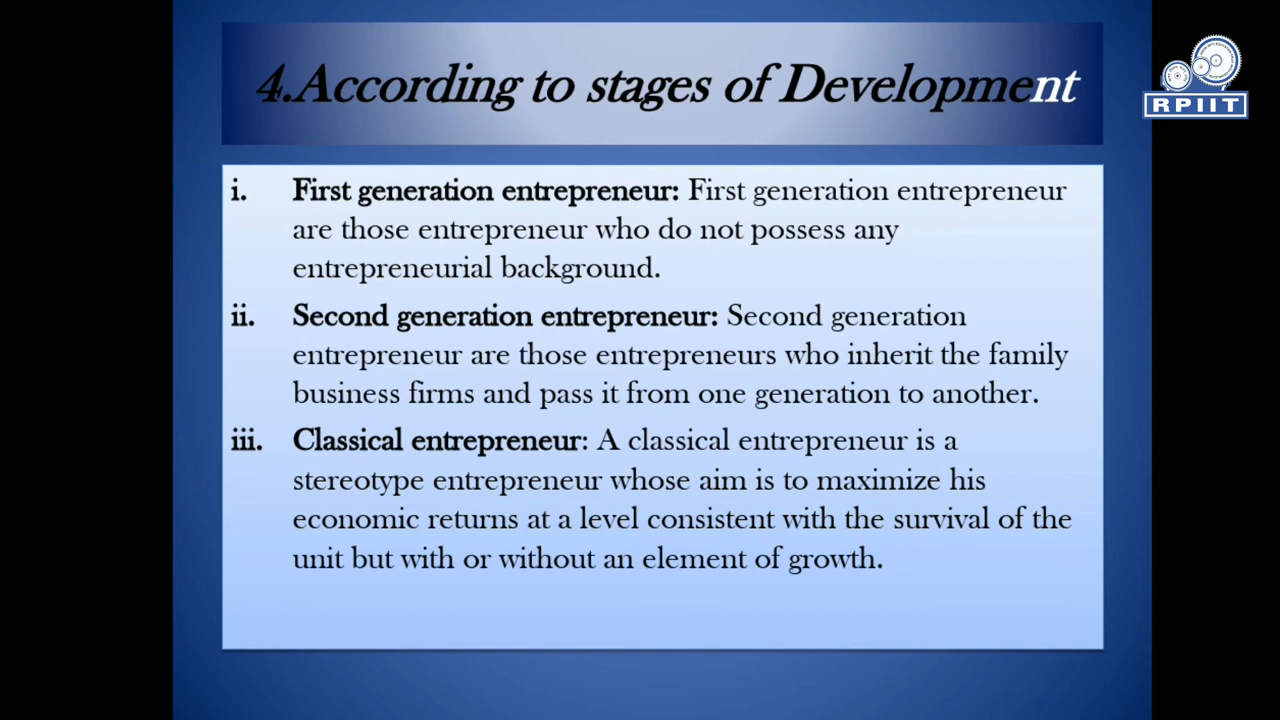 4.According to stages of Development
RPIIT
i. First generation entrepreneur: First generation entrepreneur
are those entrepreneur who do not possess any
entrepreneurial background.
ii. Second generation entrepreneur: Second generation
entrepreneur are those entrepreneurs who inherit the family
business firms and pass it from one generation to another.
iii. Classical entrepreneur: A classical entrepreneur is a
stereotype entrepreneur whose aim is to maximize his
economic returns at a level consistent with the survival of the
unit but with or without an element of growth.